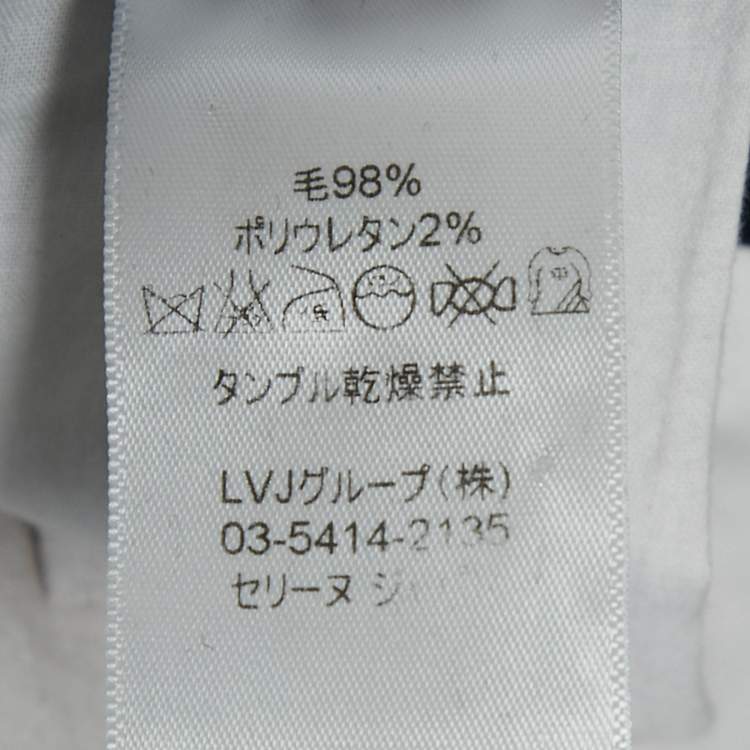 毛98%
ポリウレタン2%
タンブル乾燥禁止
LVJグループ(株)
03-5414-2135
セリーヌ